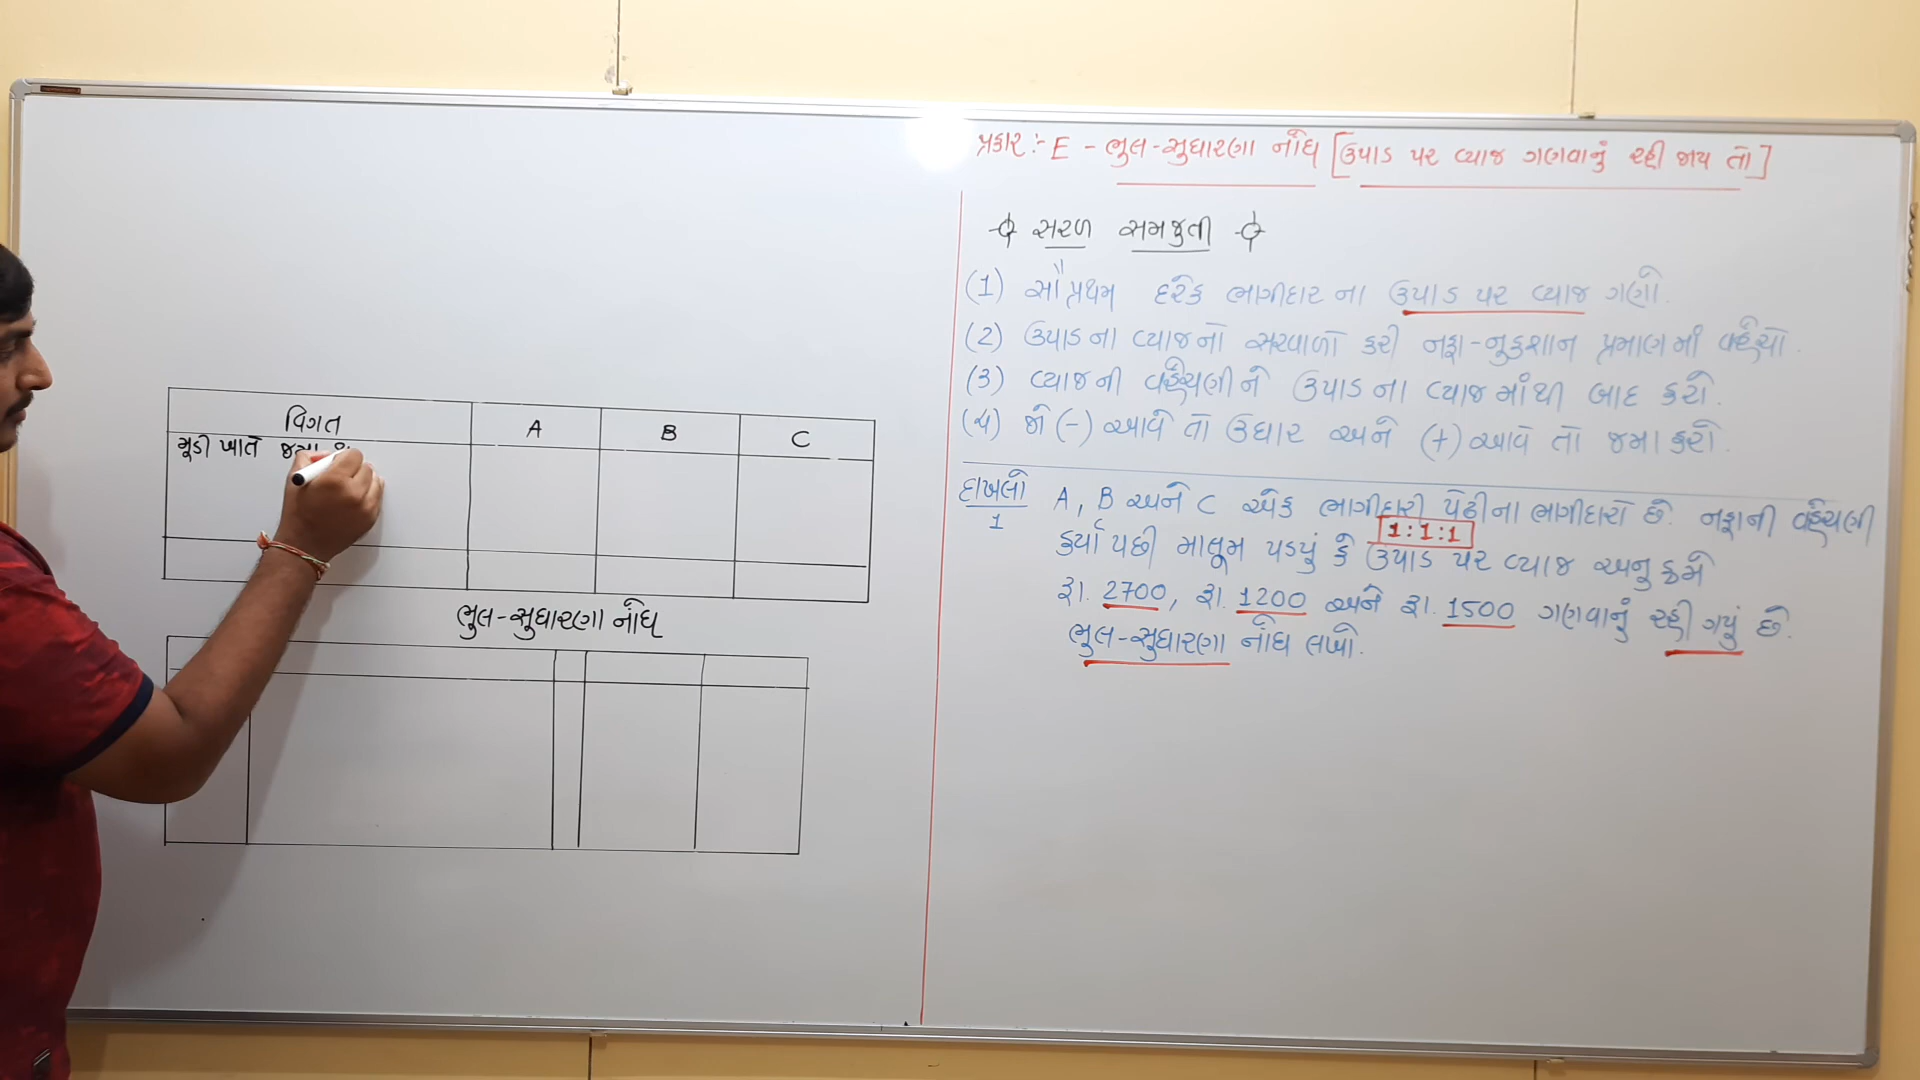 પ્રકાર :- E - ભુલ-સુધારણા નોંધ [ઉપાડ પર વ્યાજ ગણવાનું રહી જાય તો]
સરળ સમજુતી
(1) સૌ પ્રથમ દરેક ભાગીદાર ના ઉપાડ પર વ્યાજ ગણો.
(2) ઉપાડ ના વ્યાજનો સરવાળો કરી નફા-નુકશાન પ્રમાણમાં વહેંચો.
(3) વ્યાજની વહેંચણીને ઉપાડ ના વ્યાજ માંથી બાદ કરો.
(4) જો (-) આવે તો ઉધાર અને (+) આવે તો જમા કરો.
દાખલો 1
A, B અને C એક ભાગીદારી પેઢીના ભાગીદારો છે. નફાની વહેંચણી
1:1:1
કર્યા પછી માલૂમ પડ્યું કે ઉપાડ પર વ્યાજ અનુક્રમે
રૂા. 2700, રૂા. 1200 અને રૂા. 1500 ગણવાનું રહી ગયું છે.
ભુલ-સુધારણા નોંધ લખો.
વિગત A B C
મૂડી ખાતે
ભુલ-સુધારણા નોંધ